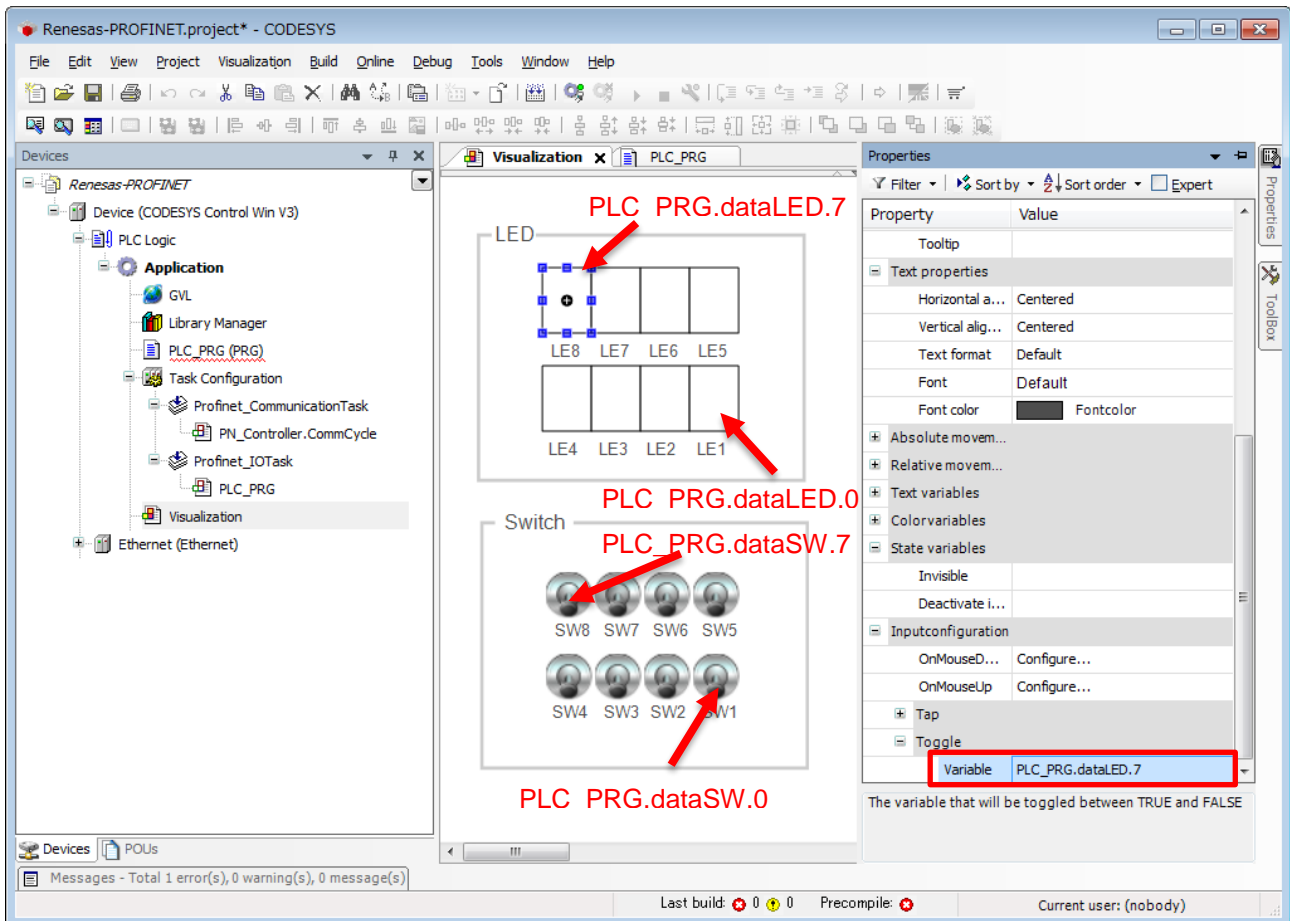 Renesas-PROFINET.project* - CODESYS
File Edit View Project Visualization Build Online Debug Tools Window Help
Devices
Renesas-PROFINET
Device (CODESYS Control Win V3)
PLC Logic
Application
GVL
Library Manager
PLC_PRG (PRG)
Task Configuration
Profinet_CommunicationTask
PN_Controller.CommCycle
Profinet_IOTask
PLC_PRG
Visualization
Ethernet (Ethernet)
Devices POUs
Visualization PLC_PRG
PLC_PRG.dataLED.7
LED
LE8 LE7 LE6 LE5
LE4 LE3 LE2 LE1
PLC_PRG.dataLED.0
Switch
PLC_PRG.dataSW.7
SW8 SW7 SW6 SW5
SW4 SW3 SW2 SW1
PLC_PRG.dataSW.0
Properties
Filter Sort by Sort order Expert
Property Value
Tooltip
Text properties
Horizontal a... Centered
Vertical alig... Centered
Text format Default
Font Default
Font color Fontcolor
Absolute movem...
Relative movem...
Text variables
Colorvariables
State variables
Invisible
Deactivate i...
Inputconfiguration
OnMouseD... Configure...
OnMouseUp Configure...
Tap
Toggle
Variable PLC_PRG.dataLED.7
The variable that will be toggled between TRUE and FALSE
Properties
ToolBox
Messages - Total 1 error(s), 0 warning(s), 0 message(s)
Last build: 0 0 Precompile: Current user: (nobody)